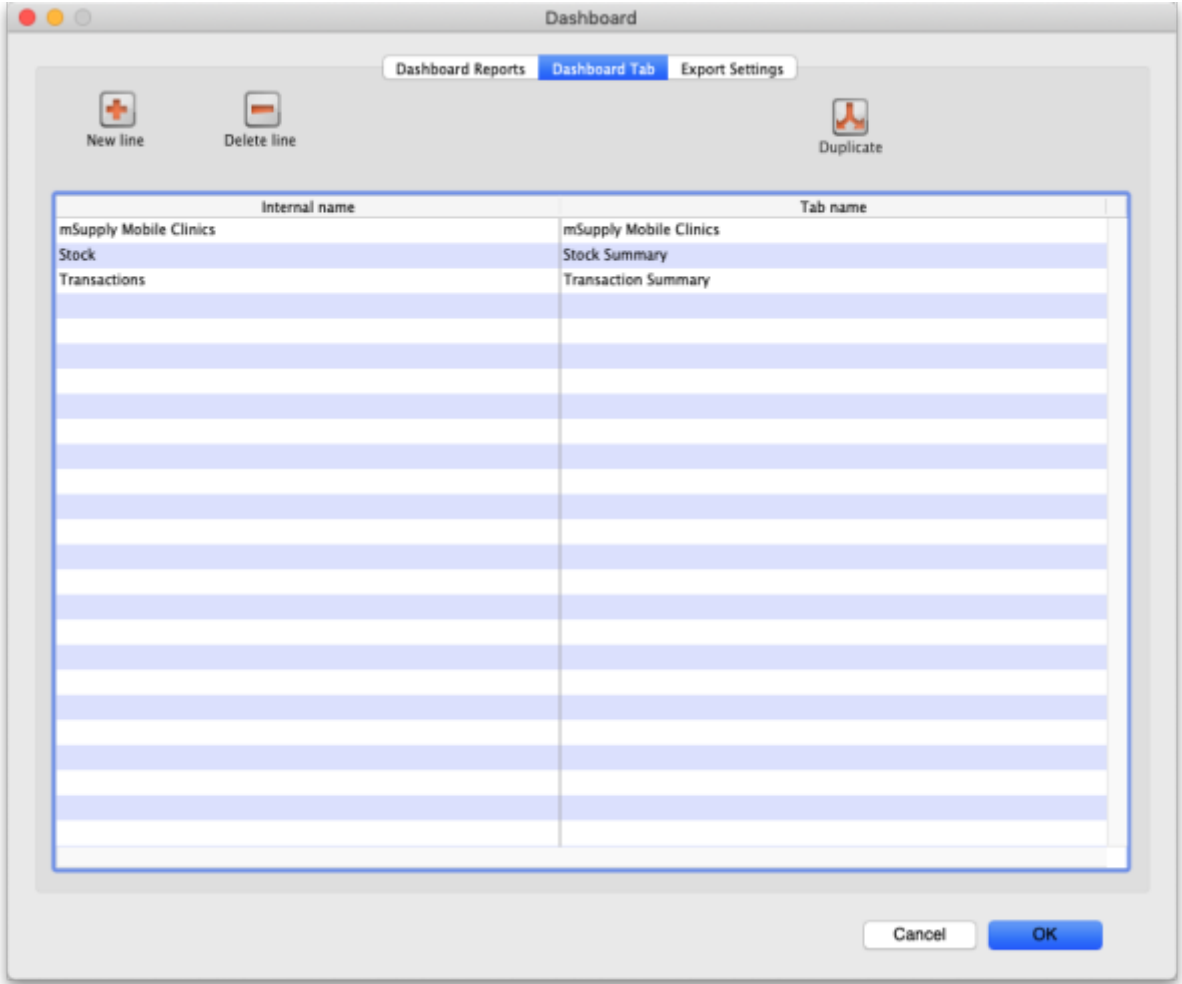 Dashboard
Dashboard Reports Dashboard Tab Export Settings
New line Delete line Duplicate
Internal name Tab name
mSupply Mobile Clinics mSupply Mobile Clinics
Stock Stock Summary
Transactions Transaction Summary
Cancel OK